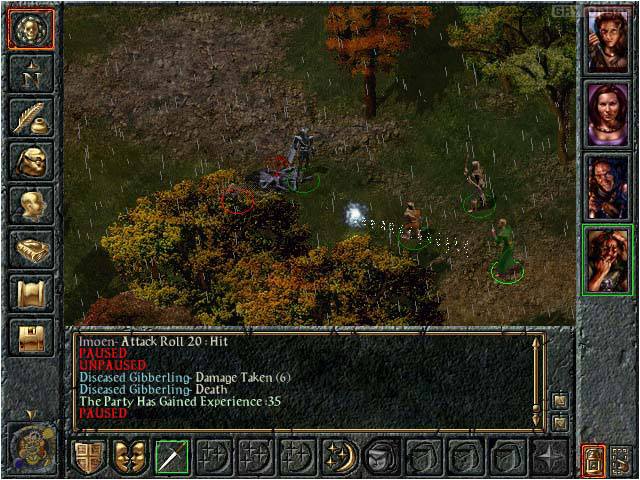 N
Imoen- Attack Roll 20 : Hit
PAUSED
UNPAUSED
Diseased Gibberling- Damage Taken (6)
Diseased Gibberling- Death
The Party Has Gained Experience :35
PAUSED